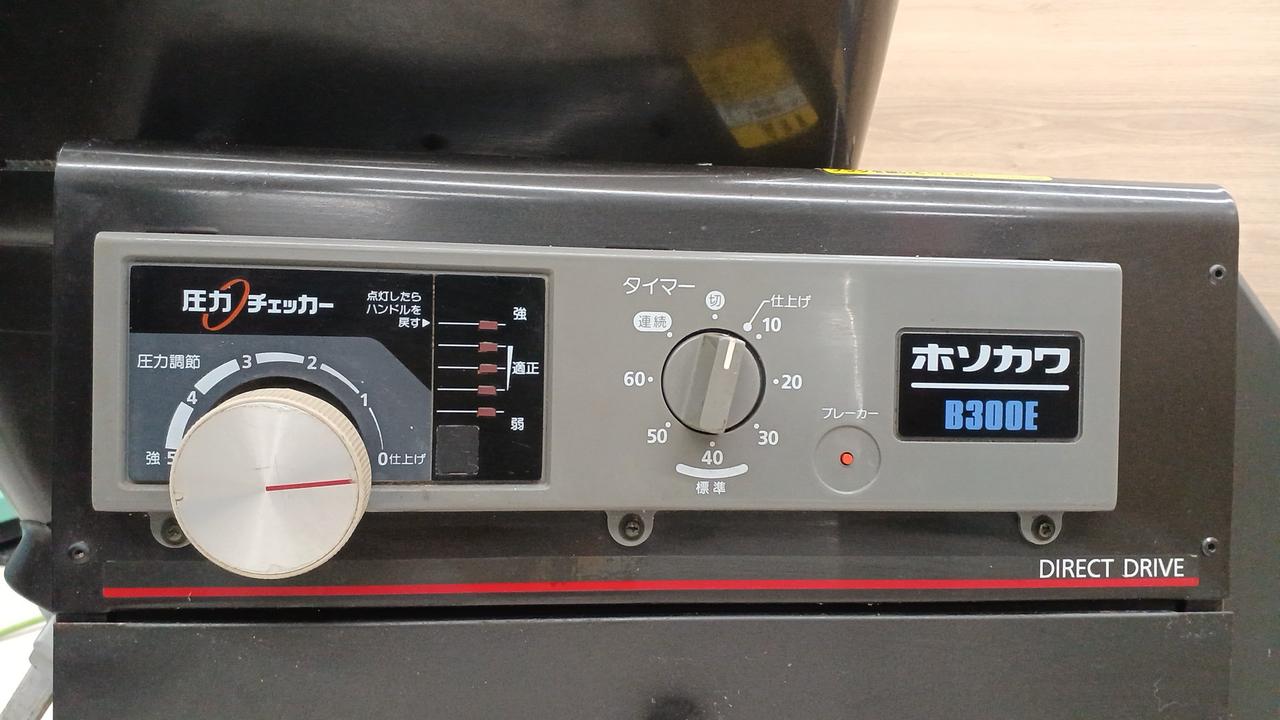 圧力チェッカー
点灯したら
ハンドルを
戻す▶
強
適正
弱
圧力調節
強 5 4 3 2 1 0 仕上げ
タイマー
切
仕上げ
連続
10
20
30
40
50
60
標準
ブレーカー
ホソカワ
B300E
DIRECT DRIVE